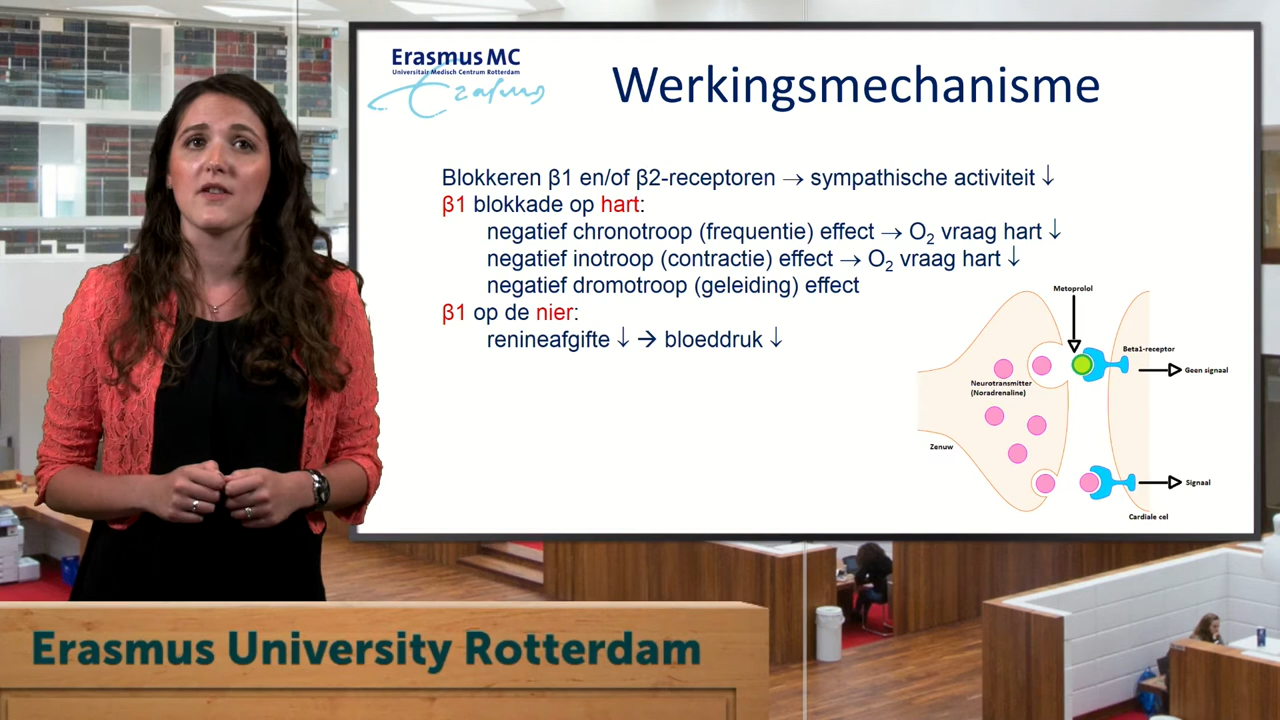 Erasmus MC
Universitair Medisch Centrum Rotterdam
Erasmus
Werkingsmechanisme
Blokkeren β1 en/of β2-receptoren → sympathische activiteit ↓
β1 blokkade op hart:
negatief chronotroop (frequentie) effect → O₂ vraag hart ↓
negatief inotroop (contractie) effect → O₂ vraag hart ↓
negatief dromotroop (geleiding) effect
β1 op de nier:
renineafgifte ↓ → bloeddruk ↓
Metoprolol
Beta1-receptor
Geen signaal
Neurotransmitter
(Noradrenaline)
Zenuw
Signaal
Cardiale cel
Erasmus University Rotterdam